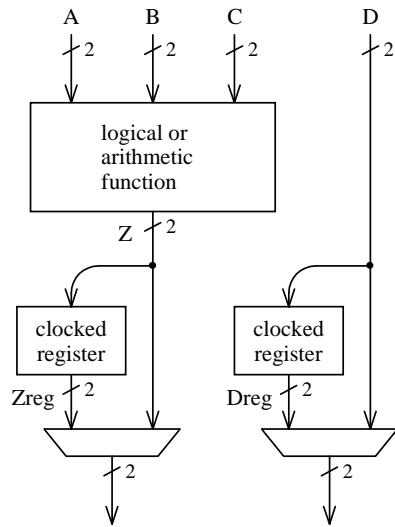 A B C D
2 2 2 2
logical or
arithmetic
function
Z 2
clocked
register
clocked
register
Zreg 2
Dreg 2
2 2